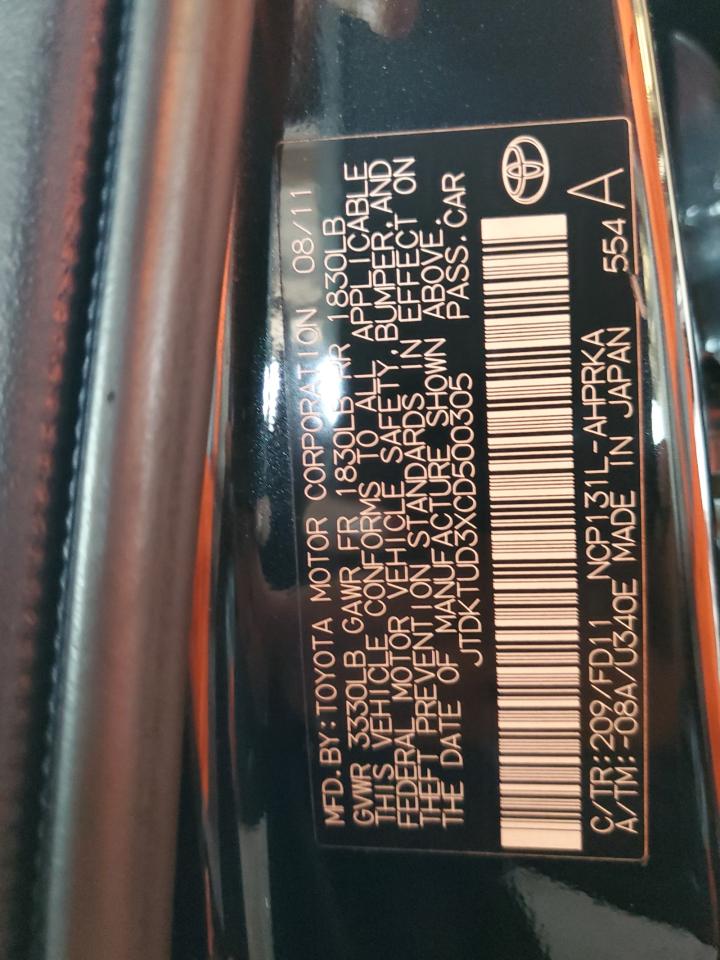 MFD.BY:TOYOTA MOTOR CORPORATION 08/11
GVWR 3330LB GAWR FR 1830LB RR 1830LB
THIS VEHICLE CONFORMS TO ALL APPLICABLE
FEDERAL MOTOR VEHICLE SAFETY,BUMPER,AND
THEFT PREVENTION STANDARDS IN EFFECT ON
THE DATE OF MANUFACTURE SHOWN ABOVE.
JTDKTUD3XCD500305 PASS.CAR
C/TR:209/FD11 NCP131L-AHPRKA
A/TM:-08A/U340E MADE IN JAPAN 554 A